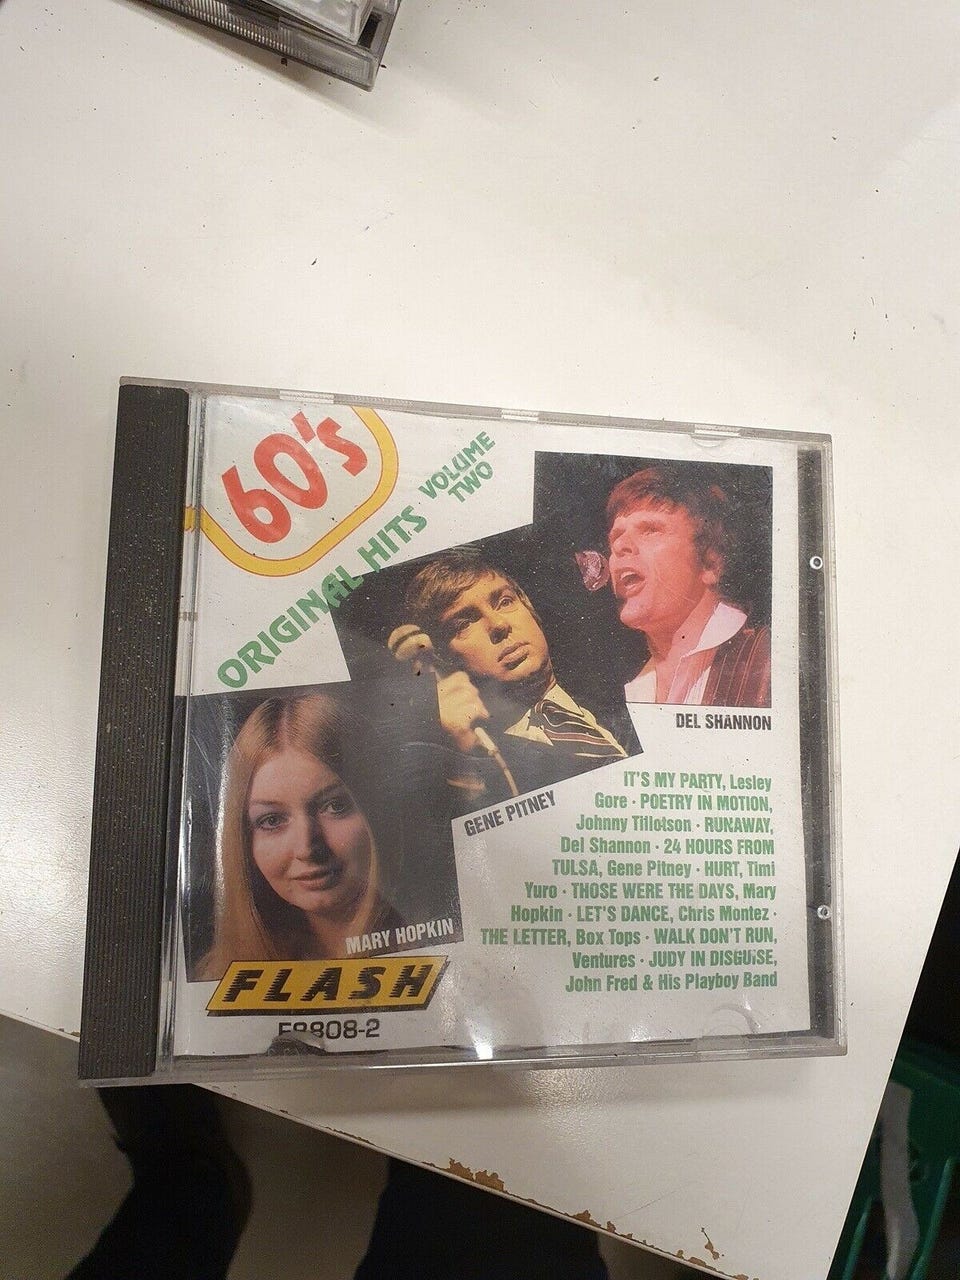 60's
ORIGINAL HITS
VOLUME
TWO
DEL SHANNON
GENE PITNEY
MARY HOPKIN
IT'S MY PARTY, Lesley
Gore · POETRY IN MOTION,
Johnny Tillotson · RUNAWAY,
Del Shannon · 24 HOURS FROM
TULSA, Gene Pitney · HURT, Timi
Yuro · THOSE WERE THE DAYS, Mary
Hopkin · LET'S DANCE, Chris Montez ·
THE LETTER, Box Tops · WALK DON'T RUN,
Ventures · JUDY IN DISGUISE,
John Fred & His Playboy Band
FLASH